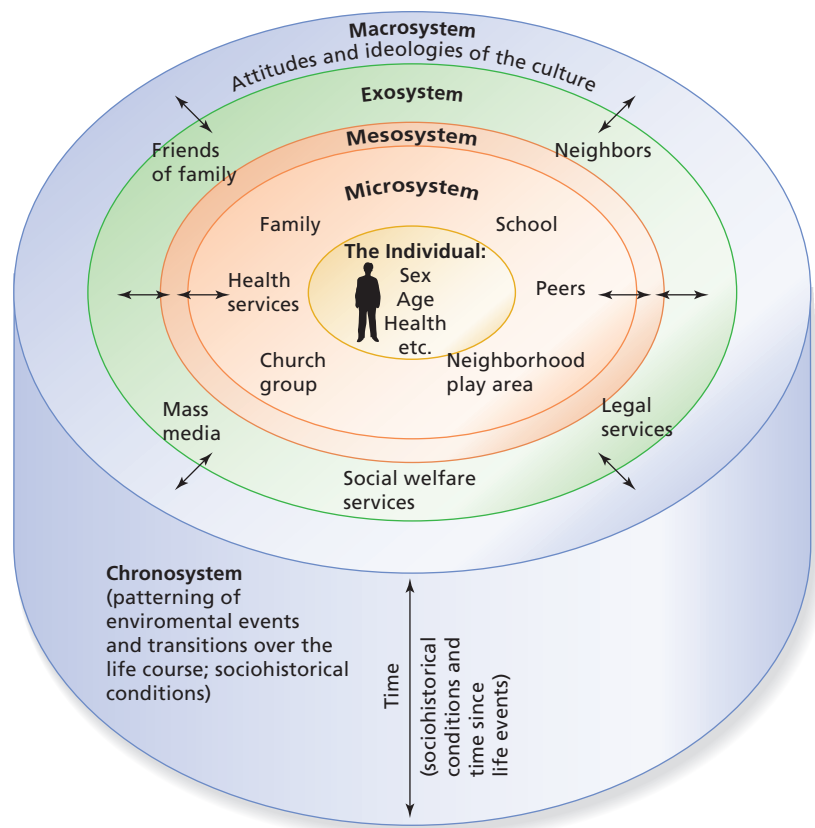 Macrosystem
Attitudes and ideologies of the culture
Exosystem
Mesosystem
Friends
of family
Neighbors
Microsystem
Family
School
The Individual:
Sex
Age
Health
etc.
Health
services
Peers
Church
group
Neighborhood
play area
Mass
media
Legal
services
Social welfare
services
Chronosystem
(patterning of
enviromental events
and transitions over the
life course; sociohistorical
conditions)
Time
(sociohistorical
conditions and
time since
life events)